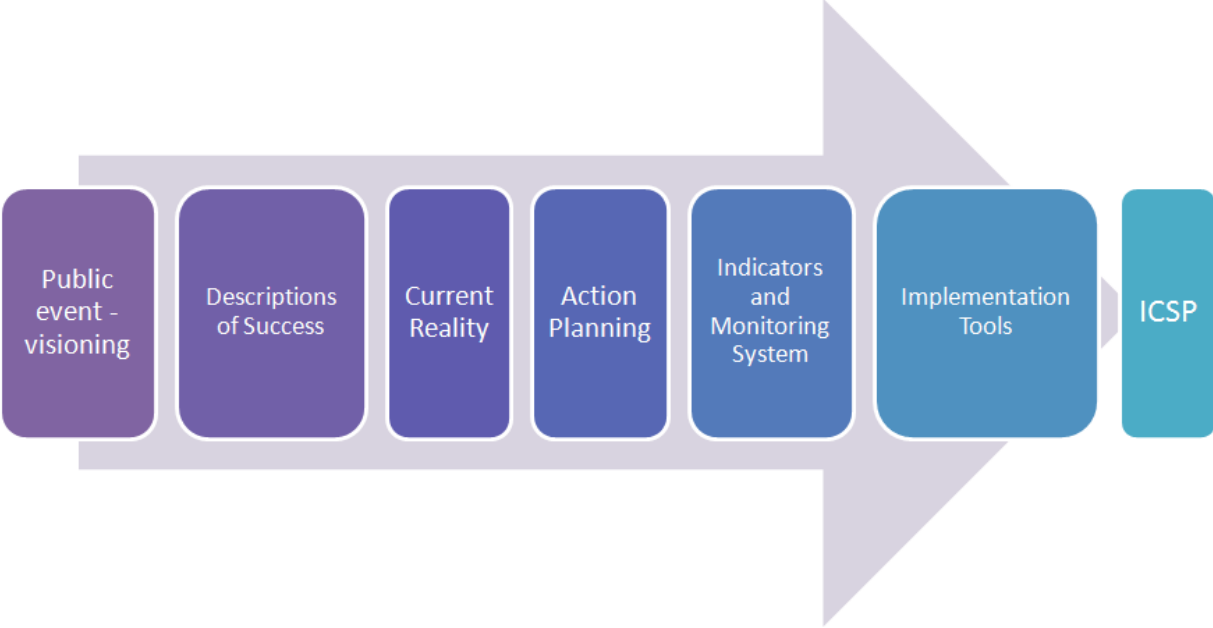 Public
event -
visioning
Descriptions
of Success
Current
Reality
Action
Planning
Indicators
and
Monitoring
System
Implementation
Tools
ICSP